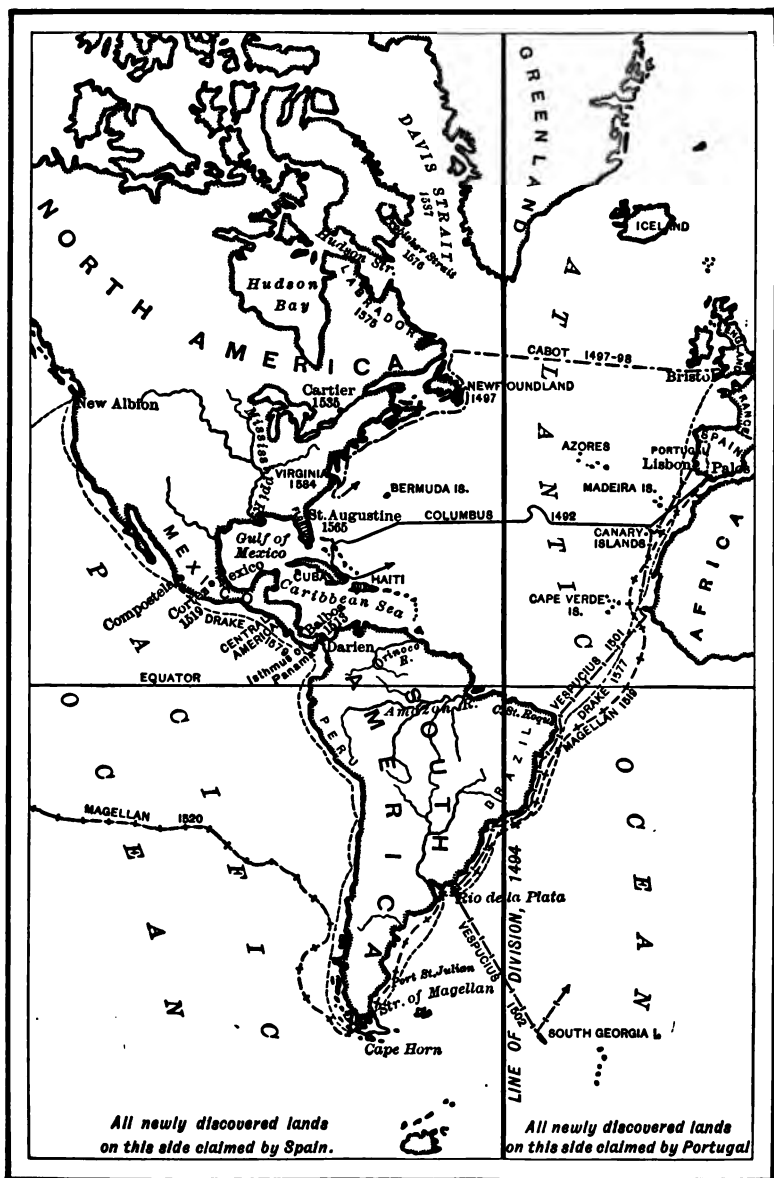 GREENLAND
DAVIS STRAIT
1587
ICELAND
Frobisher Strait
1576
Hudson Str.
NORTH AMERICA
Hudson
Bay
LABRADOR
1575
ATLANTIC OCEAN
CABOT 1497-98
ENGLAND
Bristol
FRANCE
NEWFOUNDLAND
1497
Cartier
1535
New Albion
Mississippi
AZORES
PORTUGAL
SPAIN
Lisbon
Palos
VIRGINIA
1584
BERMUDA IS.
MADEIRA IS.
St. Augustine
1565
COLUMBUS
1492
CANARY
ISLANDS
Gulf of
Mexico
MEXICO
Mexico
CUBA
HAITI
Caribbean Sea
Compostela
Cortes
1519
CAPE VERDE
IS.
AFRICA
DRAKE
1579
CENTRAL
AMERICA
Balboa
1513
Isthmus of
Panama
Darien
Orinoco
R.
EQUATOR
VESPUCIUS 1501
DRAKE 1577
MAGELLAN 1519
PACIFIC OCEAN
Amazon R.
C. St. Roque
SOUTH AMERICA
PERU
BRAZIL
MAGELLAN 1520
Rio de la Plata
VESPUCIUS
1502
Port St. Julian
Str. of Magellan
Cape Horn
SOUTH GEORGIA I.
LINE OF DIVISION, 1494
All newly discovered lands
on this side claimed by Spain.
All newly discovered lands
on this side claimed by Portugal